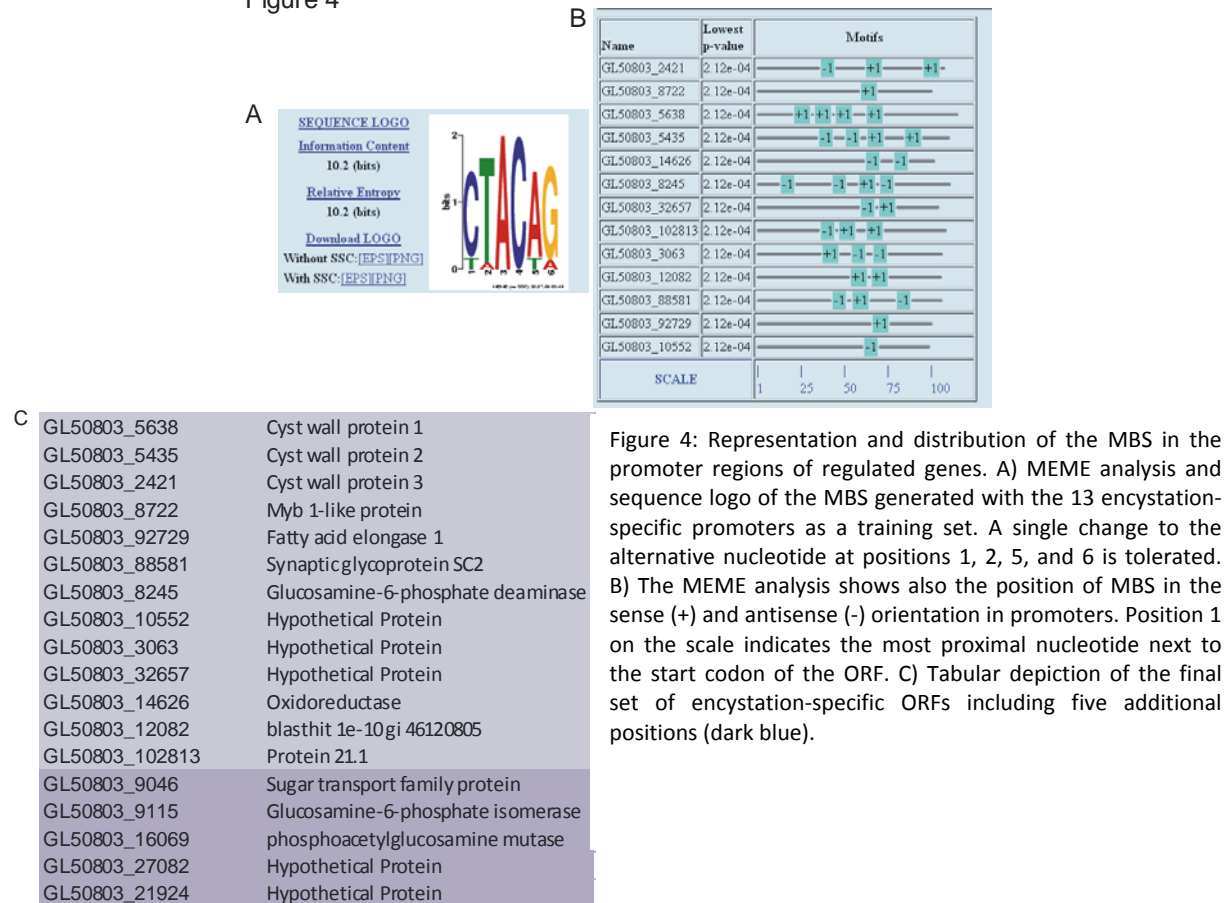 Figure 4
A
SEQUENCE LOGO
Information Content
10.2 (bits)
Relative Entropy
10.2 (bits)
Download LOGO
Without SSC:[EPS][PNG]
With SSC:[EPS][PNG]
bits
2
1
0
CTACAG
T A T A
1 2 3 4 5 6
B
Name Lowest p-value Motifs
GL50803_2421 2.12e-04 -1 +1 +1
GL50803_8722 2.12e-04 +1
GL50803_5638 2.12e-04 +1 +1 +1 +1
GL50803_5435 2.12e-04 -1 -1 +1 +1
GL50803_14626 2.12e-04 -1 -1
GL50803_8245 2.12e-04 -1 -1 +1 -1
GL50803_32657 2.12e-04 -1 +1
GL50803_102813 2.12e-04 -1 +1 +1
GL50803_3063 2.12e-04 +1 -1 -1
GL50803_12082 2.12e-04 +1 +1
GL50803_88581 2.12e-04 -1 +1 -1
GL50803_92729 2.12e-04 +1
GL50803_10552 2.12e-04 -1
SCALE 1 25 50 75 100
C
GL50803_5638 Cyst wall protein 1
GL50803_5435 Cyst wall protein 2
GL50803_2421 Cyst wall protein 3
GL50803_8722 Myb 1-like protein
GL50803_92729 Fatty acid elongase 1
GL50803_88581 Synaptic glycoprotein SC2
GL50803_8245 Glucosamine-6-phosphate deaminase
GL50803_10552 Hypothetical Protein
GL50803_3063 Hypothetical Protein
GL50803_32657 Hypothetical Protein
GL50803_14626 Oxidoreductase
GL50803_12082 blasthit 1e-10 gi 46120805
GL50803_102813 Protein 21.1
GL50803_9046 Sugar transport family protein
GL50803_9115 Glucosamine-6-phosphate isomerase
GL50803_16069 phosphoacetylglucosamine mutase
GL50803_27082 Hypothetical Protein
GL50803_21924 Hypothetical Protein
Figure 4: Representation and distribution of the MBS in the
promoter regions of regulated genes. A) MEME analysis and
sequence logo of the MBS generated with the 13 encystation-
specific promoters as a training set. A single change to the
alternative nucleotide at positions 1, 2, 5, and 6 is tolerated.
B) The MEME analysis shows also the position of MBS in the
sense (+) and antisense (-) orientation in promoters. Position 1
on the scale indicates the most proximal nucleotide next to
the start codon of the ORF. C) Tabular depiction of the final
set of encystation-specific ORFs including five additional
positions (dark blue).